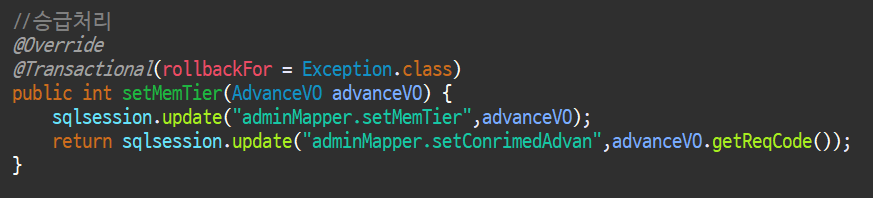 //승급처리
@Override
@Transactional(rollbackFor = Exception.class)
public int setMemTier(AdvanceVO advanceVO) {
    sqlsession.update("adminMapper.setMemTier",advanceVO);
    return sqlsession.update("adminMapper.setConrimedAdvan",advanceVO.getReqCode());
}